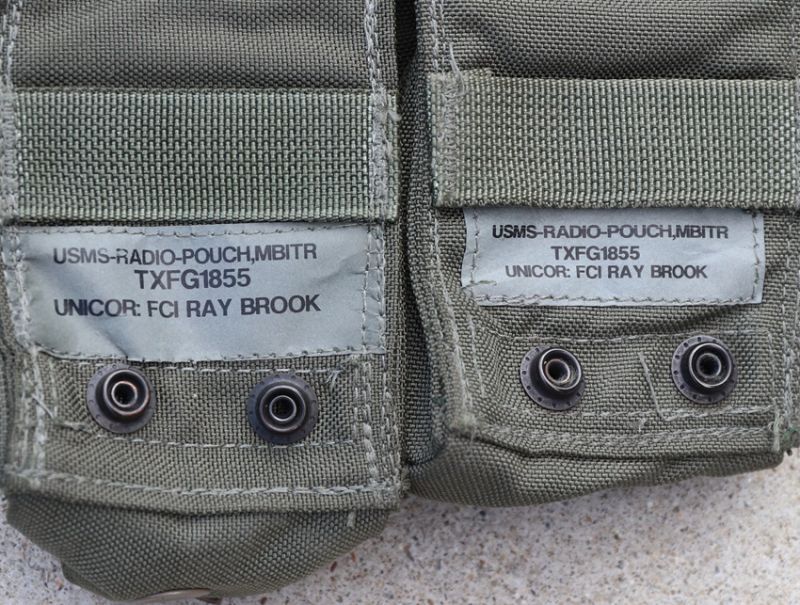 USMS-RADIO-POUCH,MBITR
TXFG1855
UNICOR: FCI RAY BROOK
USMS-RADIO-POUCH,MBITR
TXFG1855
UNICOR: FCI RAY BROOK